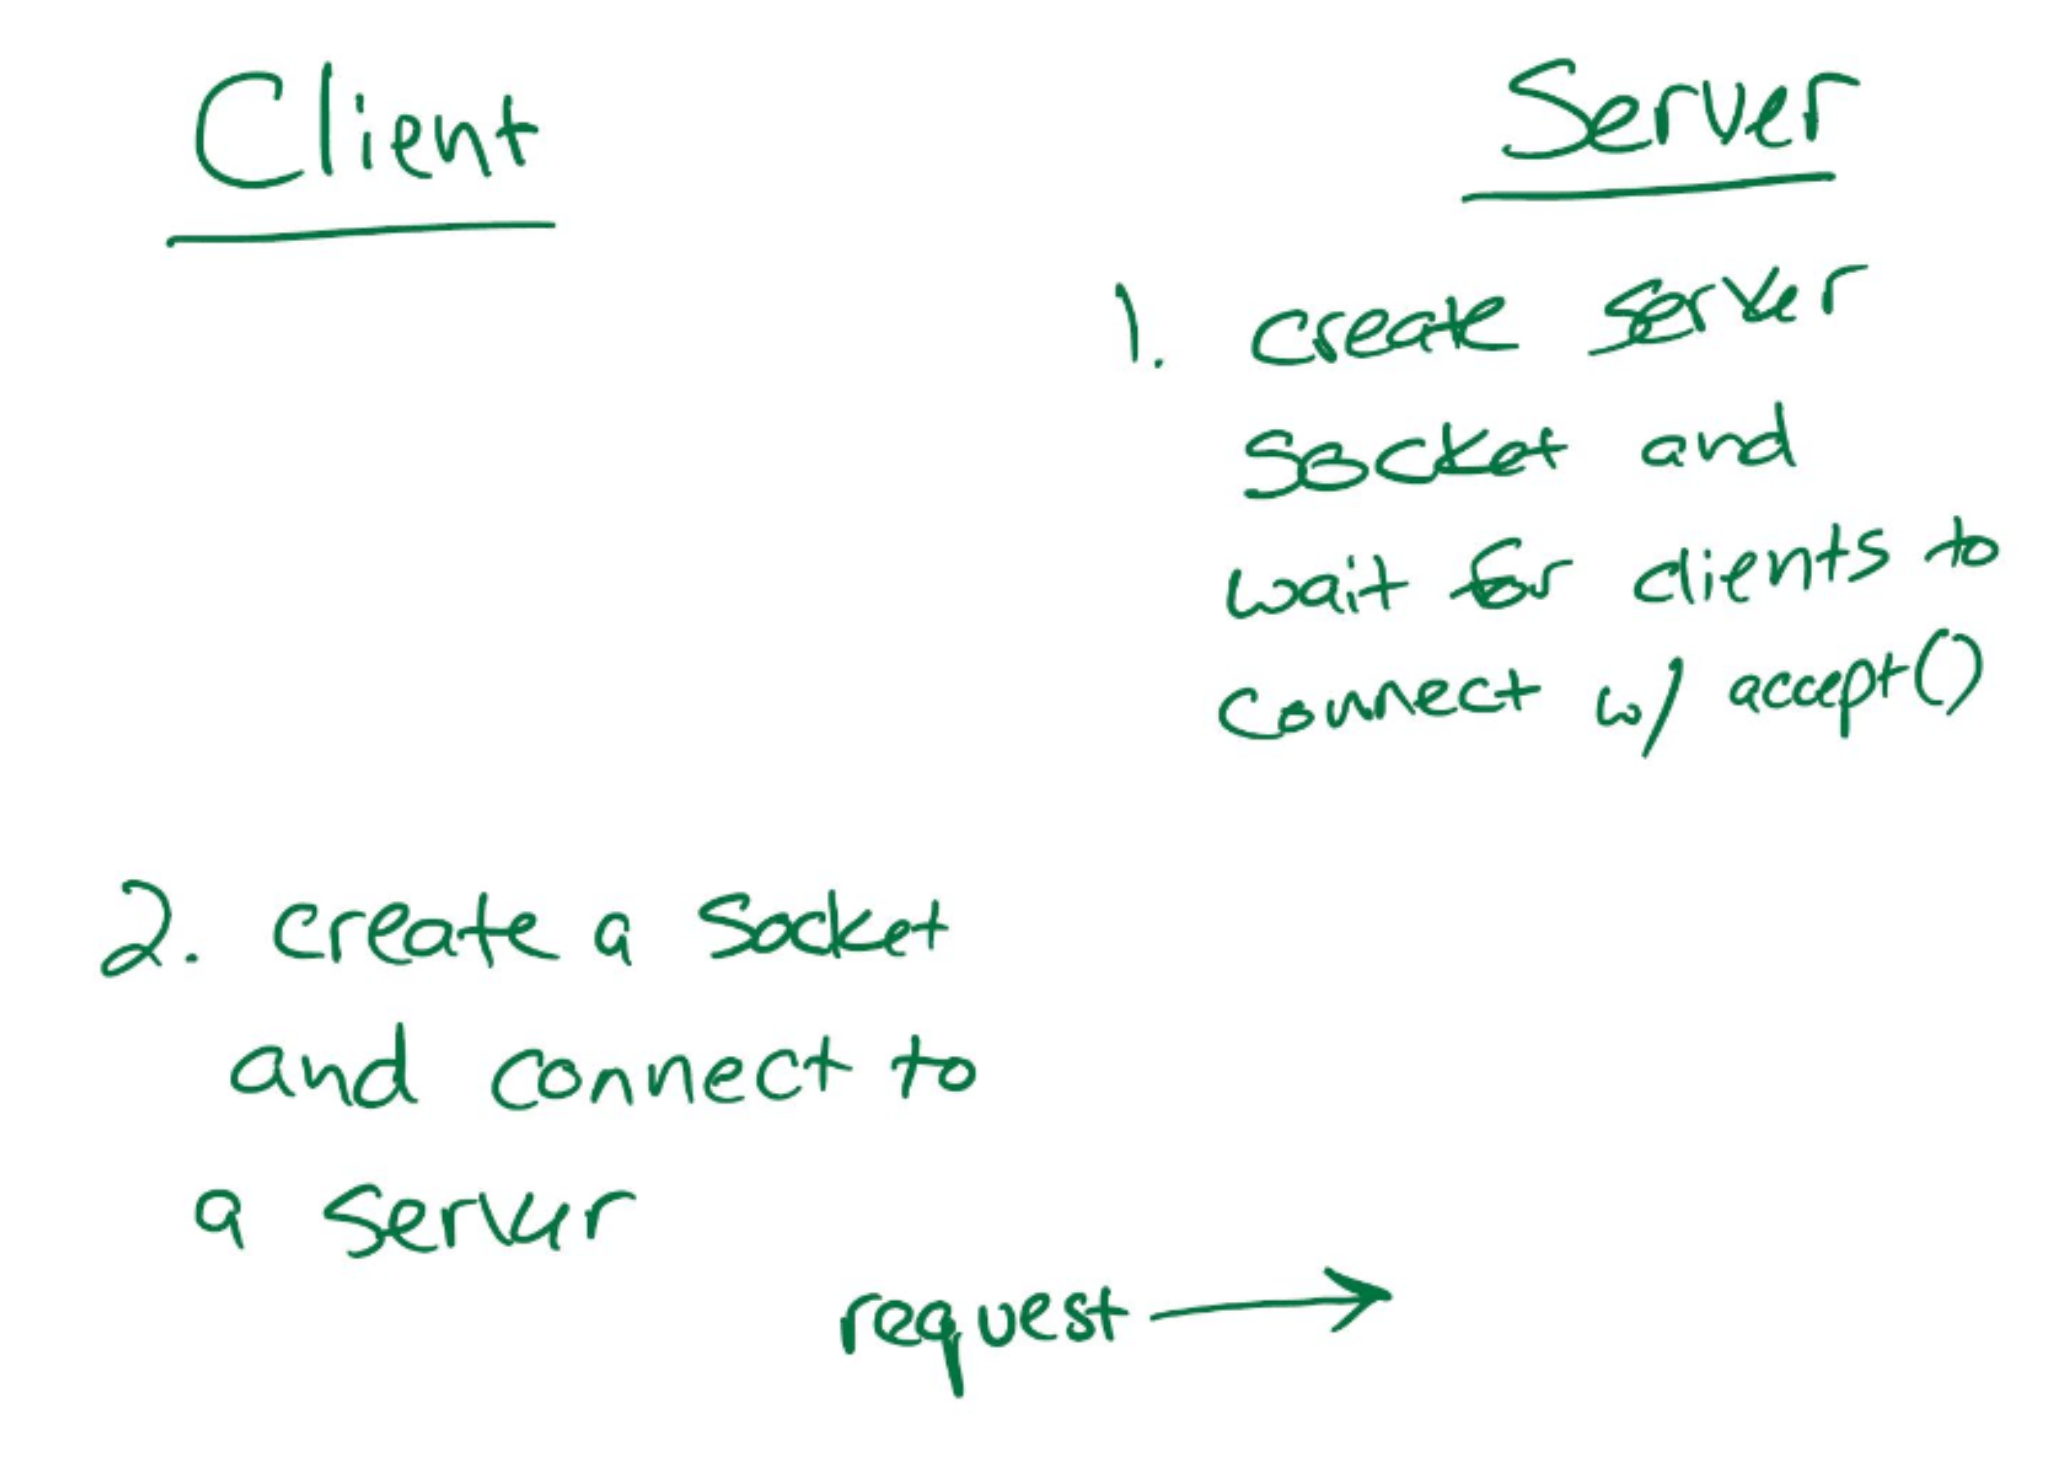 Client
Server
1. create server
socket and
wait for clients to
connect w/ accept()
2. create a socket
and connect to
a server
request